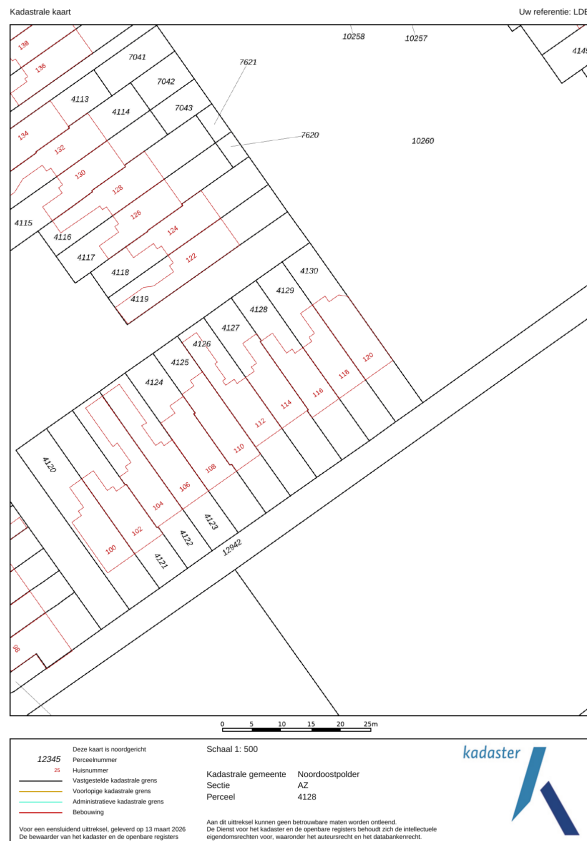 Kadastrale kaart
Uw referentie: LDE
138
136
7041
7621
10258
10257
4149
4113
7042
4114
7043
134
132
7620
10260
130
128
126
124
122
4115
4116
4117
4118
4119
4130
4129
4128
4127
4126
4125
4124
4120
120
118
116
114
112
110
108
106
104
102
100
4123
4122
4121
12942
98
0 5 10 15 20 25m
12345
25
Deze kaart is noordgericht
Perceelnummer
Huisnummer
Vastgestelde kadastrale grens
Voorlopige kadastrale grens
Administratieve kadastrale grens
Bebouwing
Voor een eensluidend uittreksel, geleverd op 13 maart 2026
De bewaarder van het kadaster en de openbare registers
Schaal 1: 500
Kadastrale gemeente Noordoostpolder
Sectie AZ
Perceel 4128
Aan dit uittreksel kunnen geen betrouwbare maten worden ontleend.
De Dienst voor het kadaster en de openbare registers behoudt zich de intellectuele
eigendomsrechten voor, waaronder het auteursrecht en het databankenrecht.
kadaster